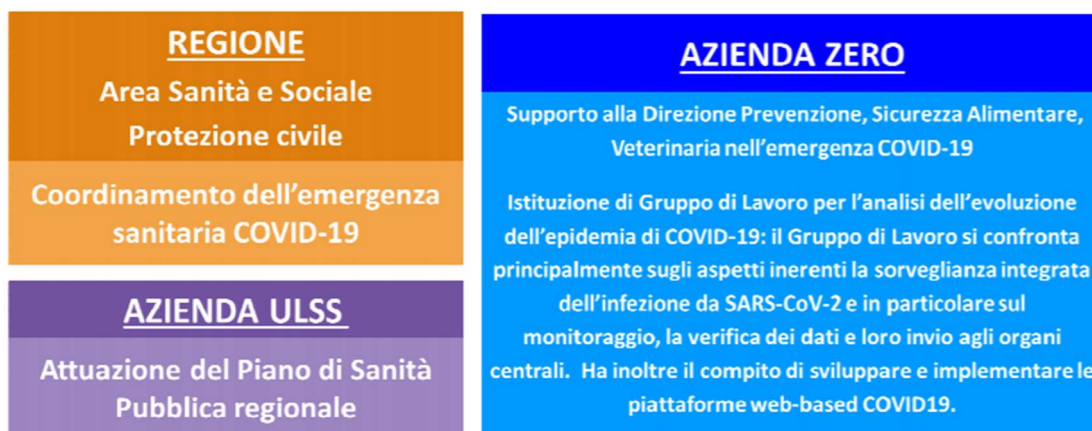 REGIONE
Area Sanità e Sociale
Protezione civile
Coordinamento dell’emergenza
sanitaria COVID-19
AZIENDA ULSS
Attuazione del Piano di Sanità
Pubblica regionale
AZIENDA ZERO
Supporto alla Direzione Prevenzione, Sicurezza Alimentare,
Veterinaria nell’emergenza COVID-19
Istituzione di Gruppo di Lavoro per l’analisi dell’evoluzione
dell’epidemia di COVID-19: il Gruppo di Lavoro si confronta
principalmente sugli aspetti inerenti la sorveglianza integrata
dell’infezione da SARS-CoV-2 e in particolare sul
monitoraggio, la verifica dei dati e loro invio agli organi
centrali. Ha inoltre il compito di sviluppare e implementare le
piattaforme web-based COVID19.